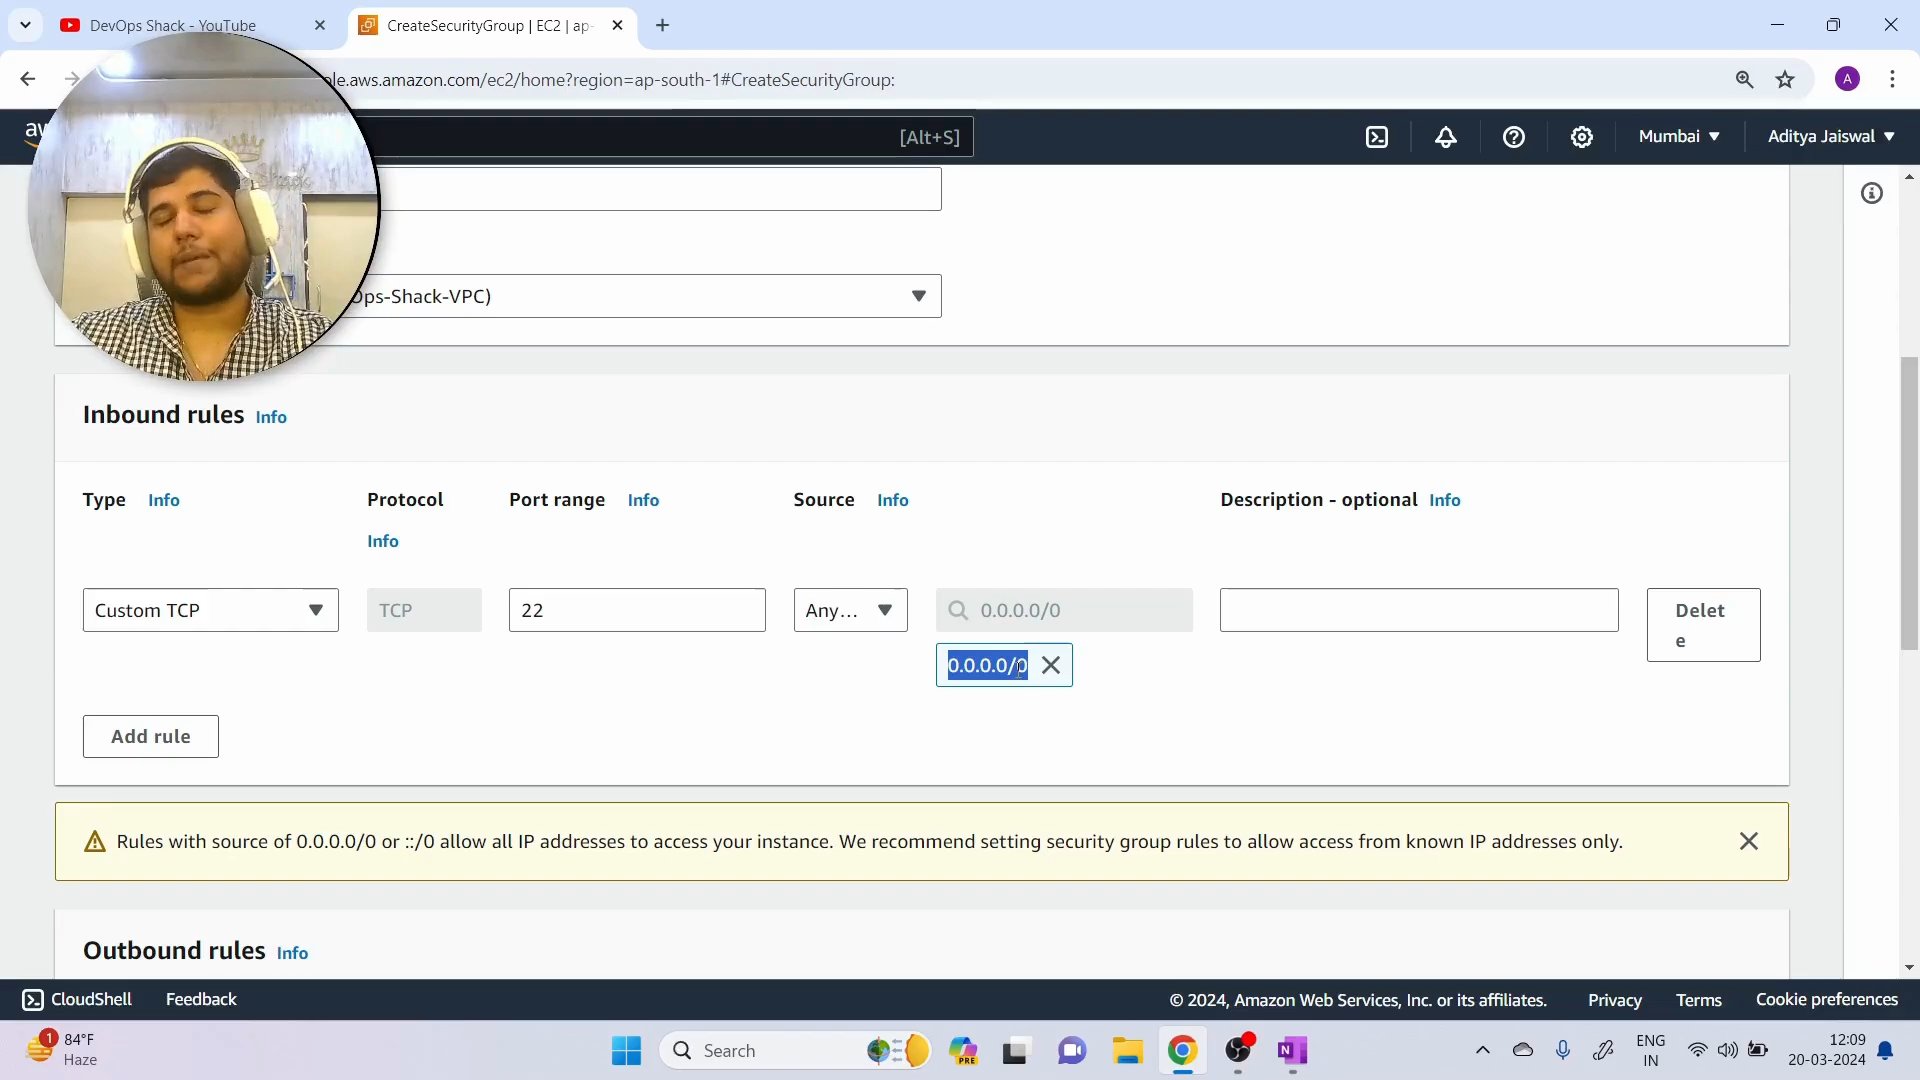 DevOps Shack - YouTube
CreateSecurityGroup | EC2 | ap-
le.aws.amazon.com/ec2/home?region=ap-south-1#CreateSecurityGroup:
A
aw
[Alt+S]
Mumbai
Aditya Jaiswal
Ops-Shack-VPC)
Inbound rules Info
Type Info
Protocol
Info
Port range Info
Source Info
Description - optional Info
Custom TCP
TCP
22
Any...
0.0.0.0/0
Delet
e
0.0.0.0/0
Add rule
Rules with source of 0.0.0.0/0 or ::/0 allow all IP addresses to access your instance. We recommend setting security group rules to allow access from known IP addresses only.
Outbound rules Info
CloudShell
Feedback
© 2024, Amazon Web Services, Inc. or its affiliates.
Privacy
Terms
Cookie preferences
1
84°F
Haze
Search
PRE
N
ENG
IN
12:09
20-03-2024